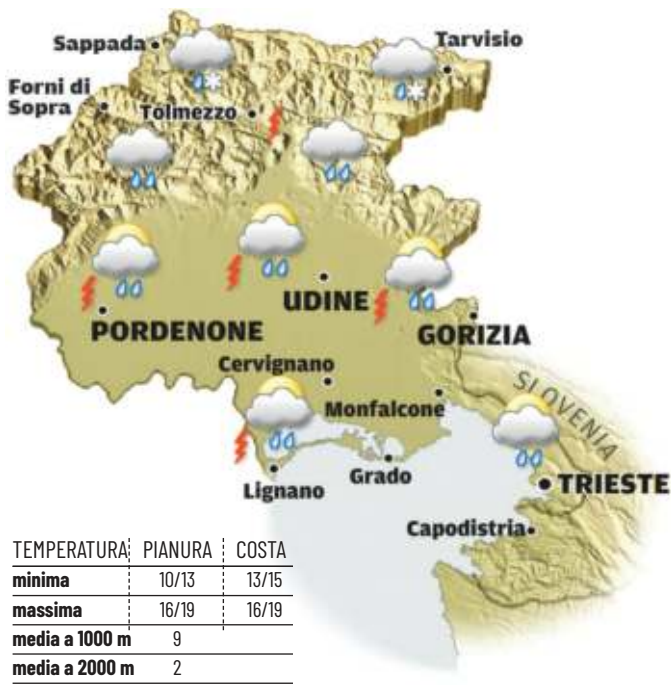 Sappada
Tarvisio
Forni di
Sopra
Tolmezzo
UDINE
PORDENONE
GORIZIA
Cervignano
SLOVENIA
Monfalcone
Grado
Lignano
TRIESTE
Capodistria
TEMPERATURA PIANURA COSTA
minima 10/13 13/15
massima 16/19 16/19
media a 1000 m 9
media a 2000 m 2